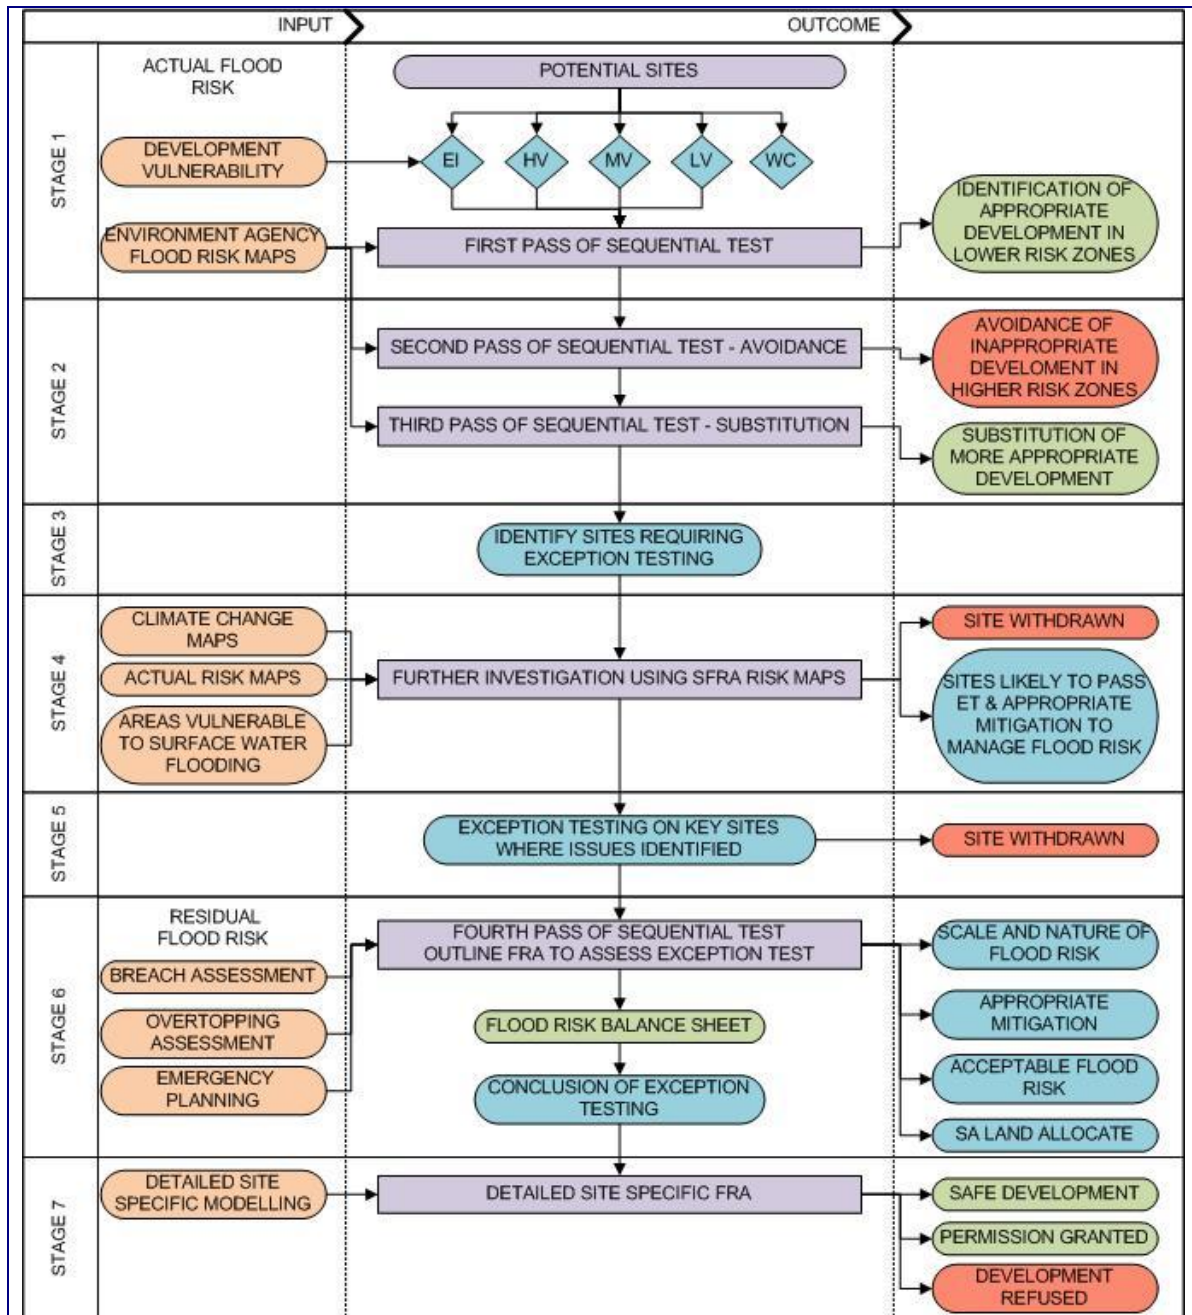 INPUT
OUTCOME
STAGE 1
ACTUAL FLOOD
RISK
POTENTIAL SITES
DEVELOPMENT
VULNERABILITY
EI
HV
MV
LV
WC
ENVIRONMENT AGENCY
FLOOD RISK MAPS
FIRST PASS OF SEQUENTIAL TEST
IDENTIFICATION OF
APPROPRIATE
DEVELOPMENT IN
LOWER RISK ZONES
STAGE 2
SECOND PASS OF SEQUENTIAL TEST - AVOIDANCE
AVOIDANCE OF
INAPPROPRIATE
DEVELOMENT IN
HIGHER RISK ZONES
THIRD PASS OF SEQUENTIAL TEST - SUBSTITUTION
SUBSTITUTION OF
MORE APPROPRIATE
DEVELOPMENT
STAGE 3
IDENTIFY SITES REQUIRING
EXCEPTION TESTING
STAGE 4
CLIMATE CHANGE
MAPS
ACTUAL RISK MAPS
AREAS VULNERABLE
TO SURFACE WATER
FLOODING
FURTHER INVESTIGATION USING SFRA RISK MAPS
SITE WITHDRAWN
SITES LIKELY TO PASS
ET & APPROPRIATE
MITIGATION TO
MANAGE FLOOD RISK
STAGE 5
EXCEPTION TESTING ON KEY SITES
WHERE ISSUES IDENTIFIED
SITE WITHDRAWN
STAGE 6
RESIDUAL
FLOOD RISK
BREACH ASSESSMENT
OVERTOPPING
ASSESSMENT
EMERGENCY
PLANNING
FOURTH PASS OF SEQUENTIAL TEST
OUTLINE FRA TO ASSESS EXCEPTION TEST
FLOOD RISK BALANCE SHEET
CONCLUSION OF EXCEPTION
TESTING
SCALE AND NATURE OF
FLOOD RISK
APPROPRIATE
MITIGATION
ACCEPTABLE FLOOD
RISK
SA LAND ALLOCATE
STAGE 7
DETAILED SITE
SPECIFIC MODELLING
DETAILED SITE SPECIFIC FRA
SAFE DEVELOPMENT
PERMISSION GRANTED
DEVELOPMENT
REFUSED